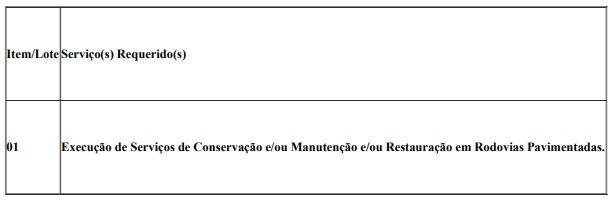 Item/Lote Serviço(s) Requerido(s)
01 Execução de Serviços de Conservação e/ou Manutenção e/ou Restauração em Rodovias Pavimentadas.